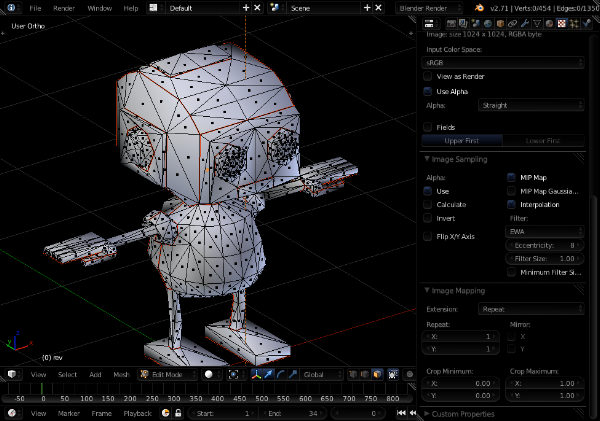 File Render Window Help Default Scene Blender Render v2.71 | Verts:0/454 | Edges:0/1350
User Ortho
Image: size 1024 x 1024, RGBA byte
Input Color Space:
sRGB
View as Render
Use Alpha
Alpha: Straight
Fields
Upper First Lower First
Image Sampling
Alpha: MIP Map
Use MIP Map Gaussia...
Calculate Interpolation
Invert Filter:
EWA
Flip X/Y Axis
Eccentricity: 8
Filter Size: 1.00
Minimum Filter Si...
Image Mapping
Extension: Repeat
Repeat: Mirror:
X: 1 X
Y: 1 Y
Crop Minimum: Crop Maximum:
X: 0.00 X: 1.00
Y: 0.00 Y: 1.00
Custom Properties
z
y
x
(0) rev
View Select Add Mesh Edit Mode Global
-50 0 50 100 150 200 250 300 350 400 450 500 550 600 650 700 750 800
View Marker Frame Playback Start: 1 End: 34 0